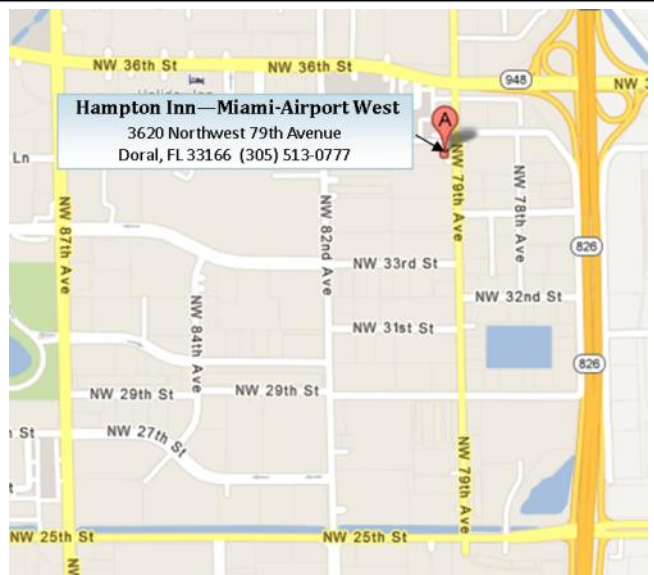 NW 36th St
NW 36th St
948
Hampton Inn—Miami-Airport West
3620 Northwest 79th Avenue
Doral, FL 33166 (305) 513-0777
Ln
A
NW 79th Ave
NW 78th Ave
NW 87th Ave
NW 82nd Ave
826
NW 33rd St
NW 32nd St
NW 84th Ave
NW 31st St
826
NW 29th St
NW 29th St
St
NW 27th St
NW 79th Ave
NW 25th St
NW 25th St